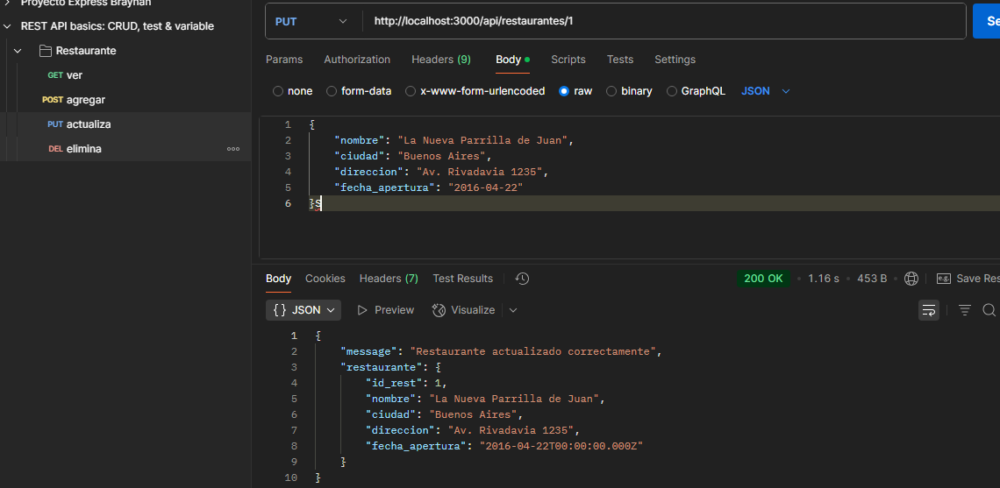 Proyecto Express Brayhan
REST API basics: CRUD, test & variable
Restaurante
GET ver
POST agregar
PUT actualiza
DEL elimina
PUT http://localhost:3000/api/restaurantes/1 Se
Params Authorization Headers (9) Body Scripts Tests Settings
none form-data x-www-form-urlencoded raw binary GraphQL JSON
1 {
2 "nombre": "La Nueva Parrilla de Juan",
3 "ciudad": "Buenos Aires",
4 "direccion": "Av. Rivadavia 1235",
5 "fecha_apertura": "2016-04-22"
6 }S
Body Cookies Headers (7) Test Results 200 OK • 1.16 s • 453 B • e.g. Save Res
{} JSON Preview Visualize
1 {
2 "message": "Restaurante actualizado correctamente",
3 "restaurante": {
4 "id_rest": 1,
5 "nombre": "La Nueva Parrilla de Juan",
6 "ciudad": "Buenos Aires",
7 "direccion": "Av. Rivadavia 1235",
8 "fecha_apertura": "2016-04-22T00:00:00.000Z"
9 }
10 }